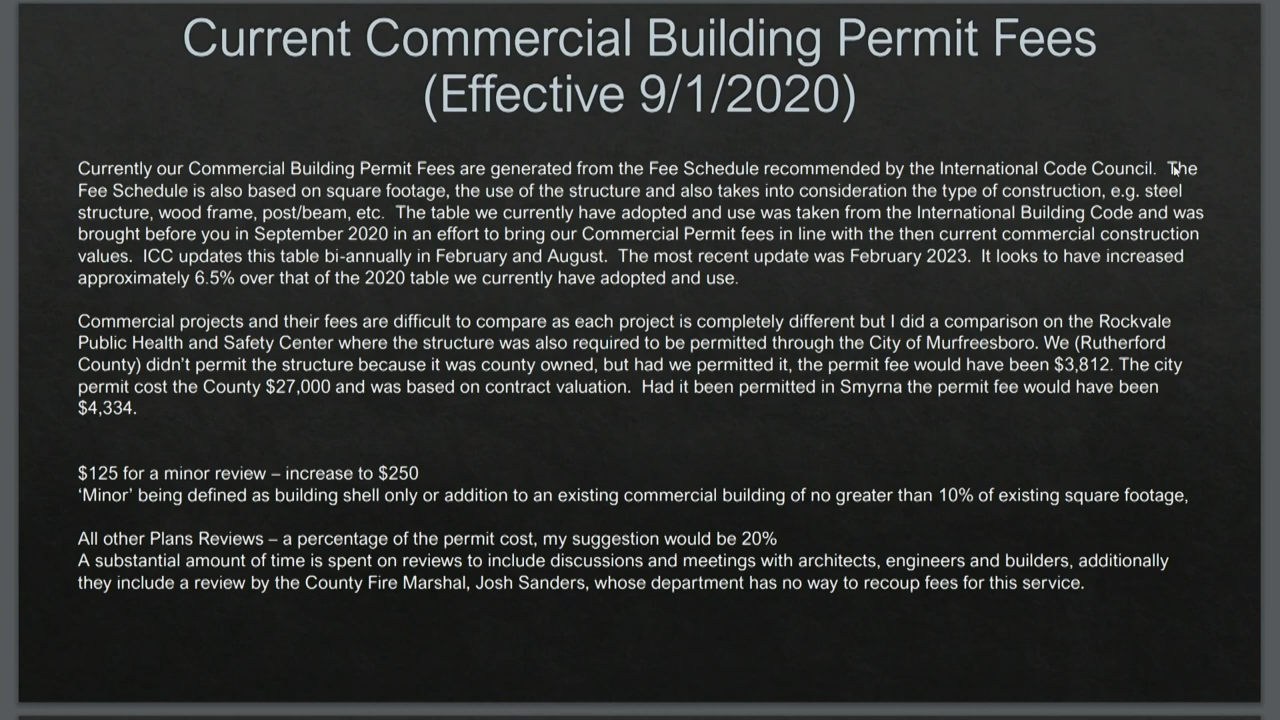 Current Commercial Building Permit Fees
(Effective 9/1/2020)
Currently our Commercial Building Permit Fees are generated from the Fee Schedule recommended by the International Code Council.  The
Fee Schedule is also based on square footage, the use of the structure and also takes into consideration the type of construction, e.g. steel
structure, wood frame, post/beam, etc.  The table we currently have adopted and use was taken from the International Building Code and was
brought before you in September 2020 in an effort to bring our Commercial Permit fees in line with the then current commercial construction
values.  ICC updates this table bi-annually in February and August.  The most recent update was February 2023.  It looks to have increased
approximately 6.5% over that of the 2020 table we currently have adopted and use.
Commercial projects and their fees are difficult to compare as each project is completely different but I did a comparison on the Rockvale
Public Health and Safety Center where the structure was also required to be permitted through the City of Murfreesboro. We (Rutherford
County) didn't permit the structure because it was county owned, but had we permitted it, the permit fee would have been $3,812. The city
permit cost the County $27,000 and was based on contract valuation.  Had it been permitted in Smyrna the permit fee would have been
$4,334.
$125 for a minor review – increase to $250
‘Minor’ being defined as building shell only or addition to an existing commercial building of no greater than 10% of existing square footage,
All other Plans Reviews – a percentage of the permit cost, my suggestion would be 20%
A substantial amount of time is spent on reviews to include discussions and meetings with architects, engineers and builders, additionally
they include a review by the County Fire Marshal, Josh Sanders, whose department has no way to recoup fees for this service.